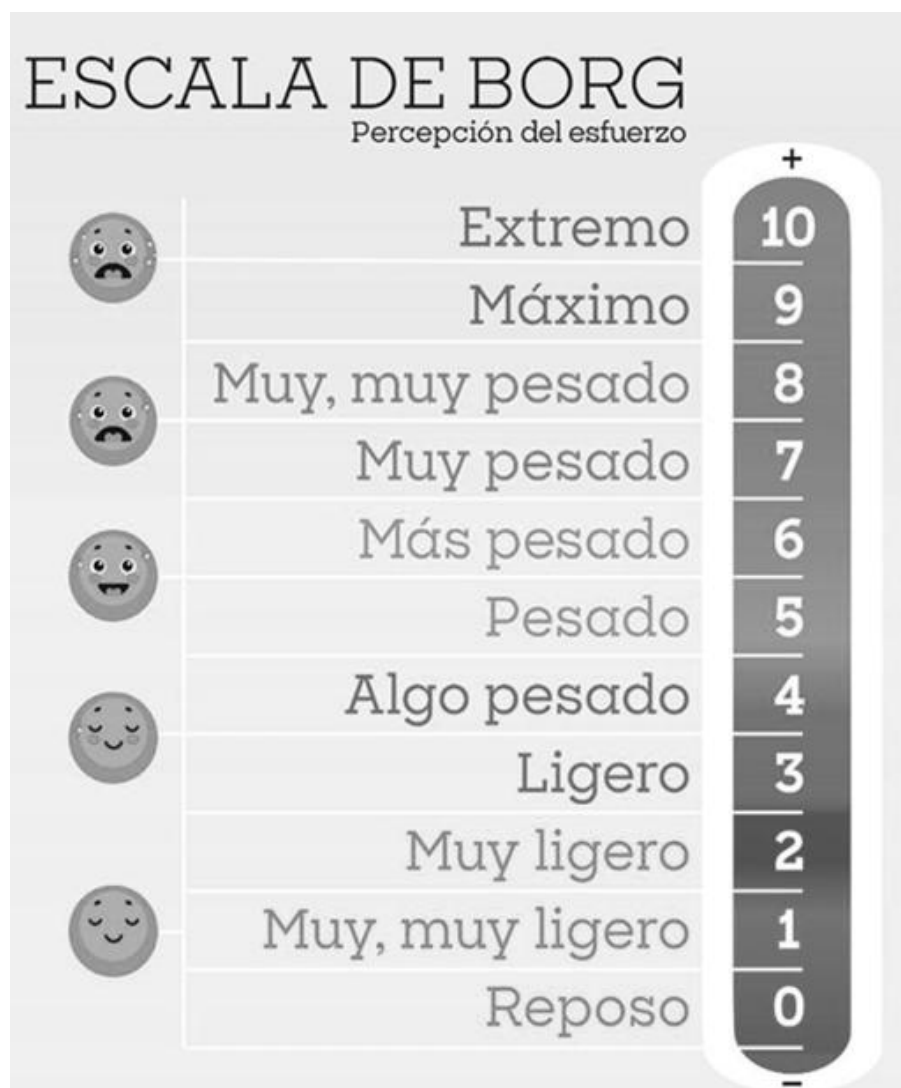 ESCALA DE BORG
Percepción del esfuerzo
+
Extremo 10
Máximo 9
Muy, muy pesado 8
Muy pesado 7
Más pesado 6
Pesado 5
Algo pesado 4
Ligero 3
Muy ligero 2
Muy, muy ligero 1
Reposo 0
-